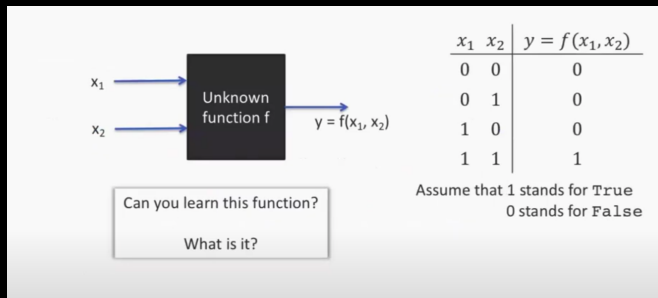 x₁
x₂
Unknown
function f
y = f(x₁, x₂)
Can you learn this function?
What is it?
x₁ x₂ y = f(x₁, x₂)
0 0 0
0 1 0
1 0 0
1 1 1
Assume that 1 stands for True
0 stands for False